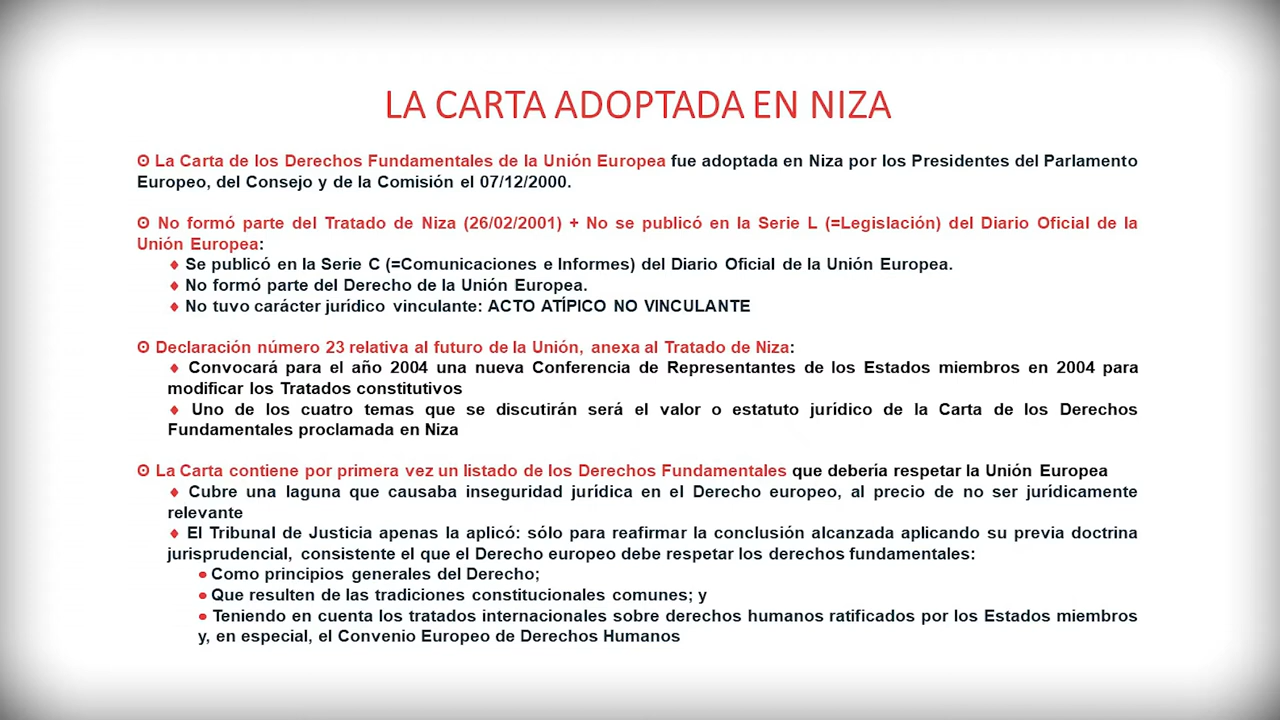 LA CARTA ADOPTADA EN NIZA
ʘ La Carta de los Derechos Fundamentales de la Unión Europea fue adoptada en Niza por los Presidentes del Parlamento
Europeo, del Consejo y de la Comisión el 07/12/2000.
ʘ No formó parte del Tratado de Niza (26/02/2001) + No se publicó en la Serie L (=Legislación) del Diario Oficial de la
Unión Europea:
♦ Se publicó en la Serie C (=Comunicaciones e Informes) del Diario Oficial de la Unión Europea.
♦ No formó parte del Derecho de la Unión Europea.
♦ No tuvo carácter jurídico vinculante: ACTO ATÍPICO NO VINCULANTE
ʘ Declaración número 23 relativa al futuro de la Unión, anexa al Tratado de Niza:
♦ Convocará para el año 2004 una nueva Conferencia de Representantes de los Estados miembros en 2004 para
modificar los Tratados constitutivos
♦ Uno de los cuatro temas que se discutirán será el valor o estatuto jurídico de la Carta de los Derechos
Fundamentales proclamada en Niza
ʘ La Carta contiene por primera vez un listado de los Derechos Fundamentales que debería respetar la Unión Europea
♦ Cubre una laguna que causaba inseguridad jurídica en el Derecho europeo, al precio de no ser jurídicamente
relevante
♦ El Tribunal de Justicia apenas la aplicó: sólo para reafirmar la conclusión alcanzada aplicando su previa doctrina
jurisprudencial, consistente el que el Derecho europeo debe respetar los derechos fundamentales:
● Como principios generales del Derecho;
● Que resulten de las tradiciones constitucionales comunes; y
● Teniendo en cuenta los tratados internacionales sobre derechos humanos ratificados por los Estados miembros
y, en especial, el Convenio Europeo de Derechos Humanos